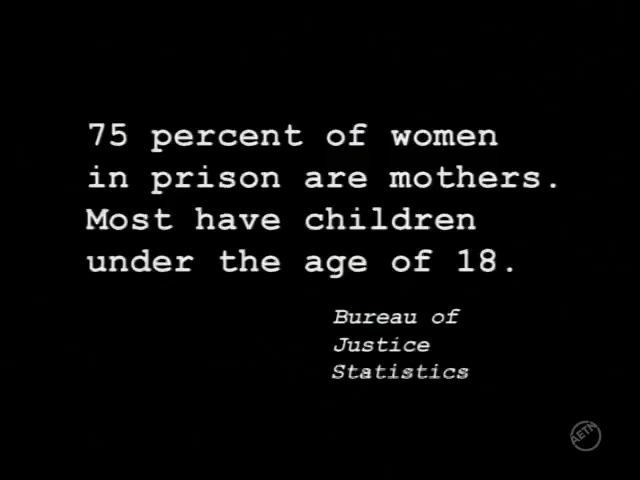 75 percent of women
in prison are mothers.
Most have children
under the age of 18.
Bureau of
Justice
Statistics
AETN